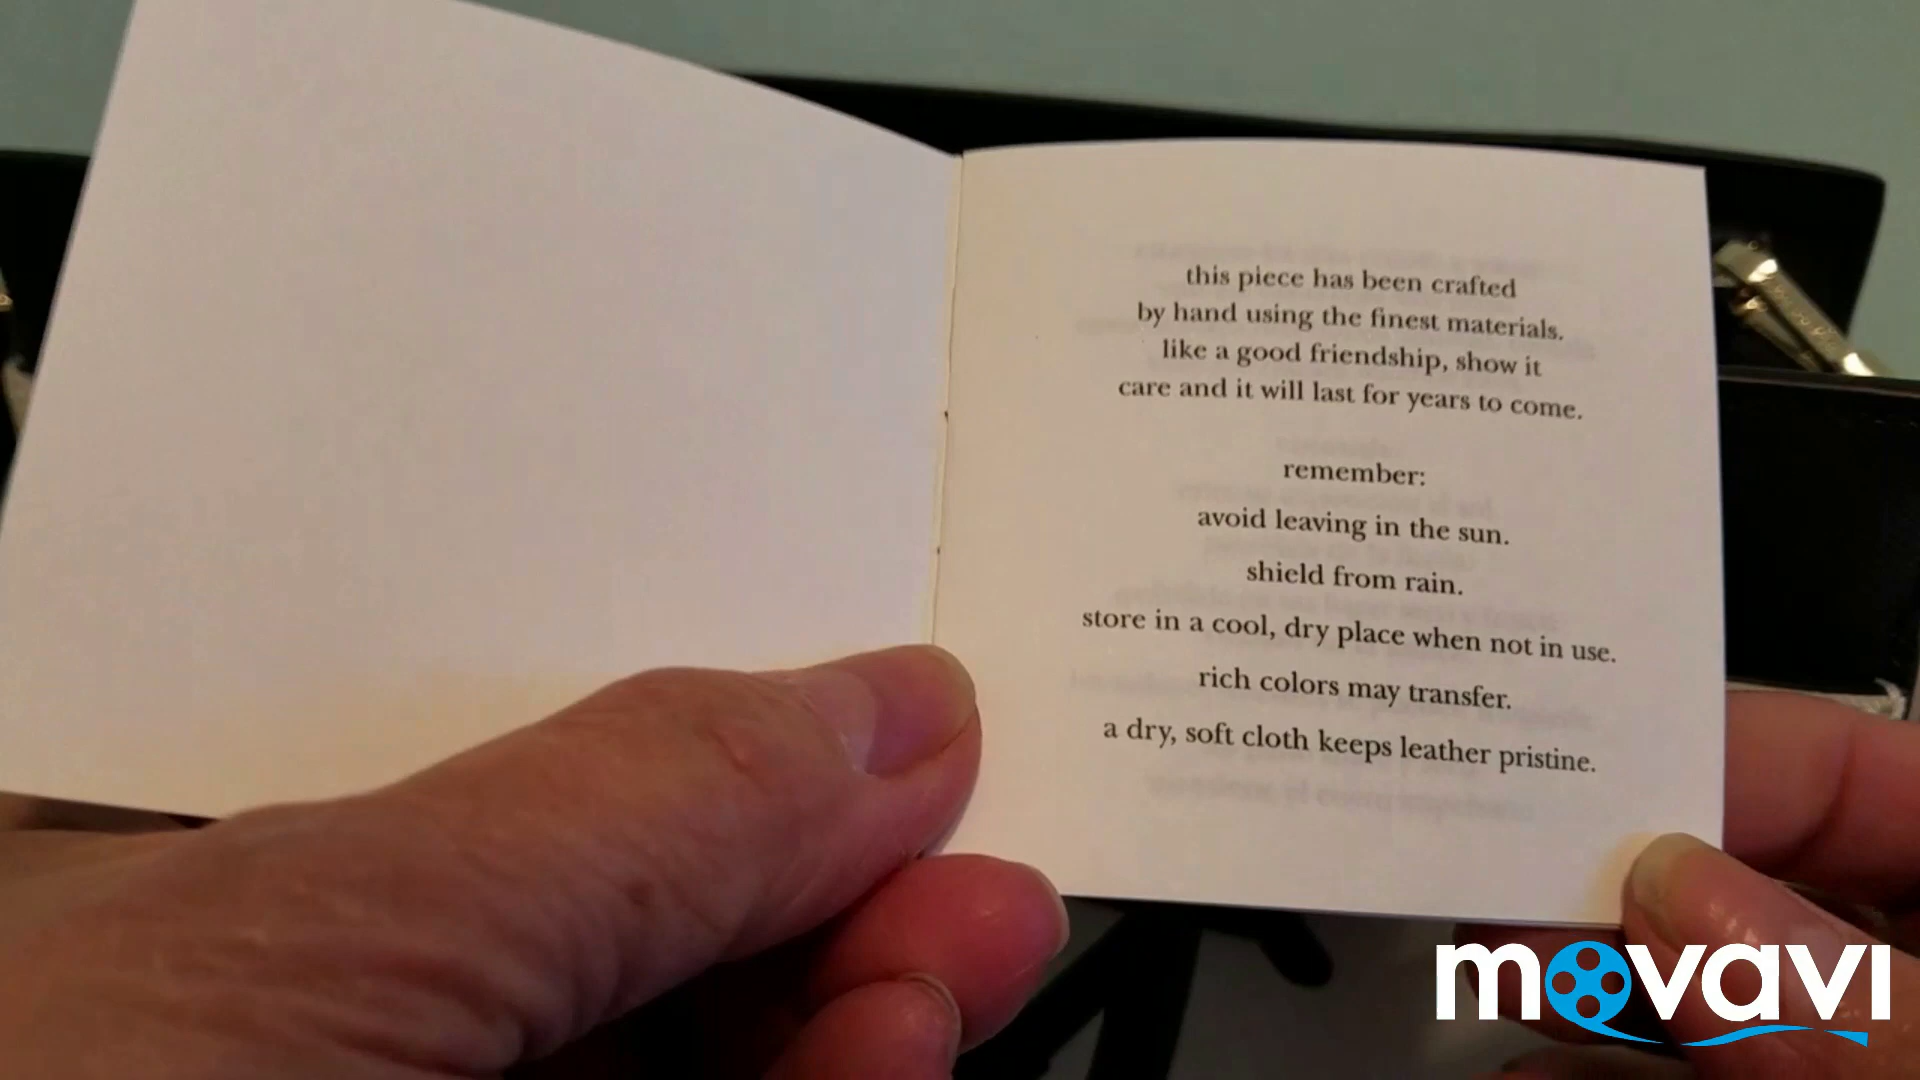 this piece has been crafted
by hand using the finest materials.
like a good friendship, show it
care and it will last for years to come.
remember:
avoid leaving in the sun.
shield from rain.
store in a cool, dry place when not in use.
rich colors may transfer.
a dry, soft cloth keeps leather pristine.
movavi